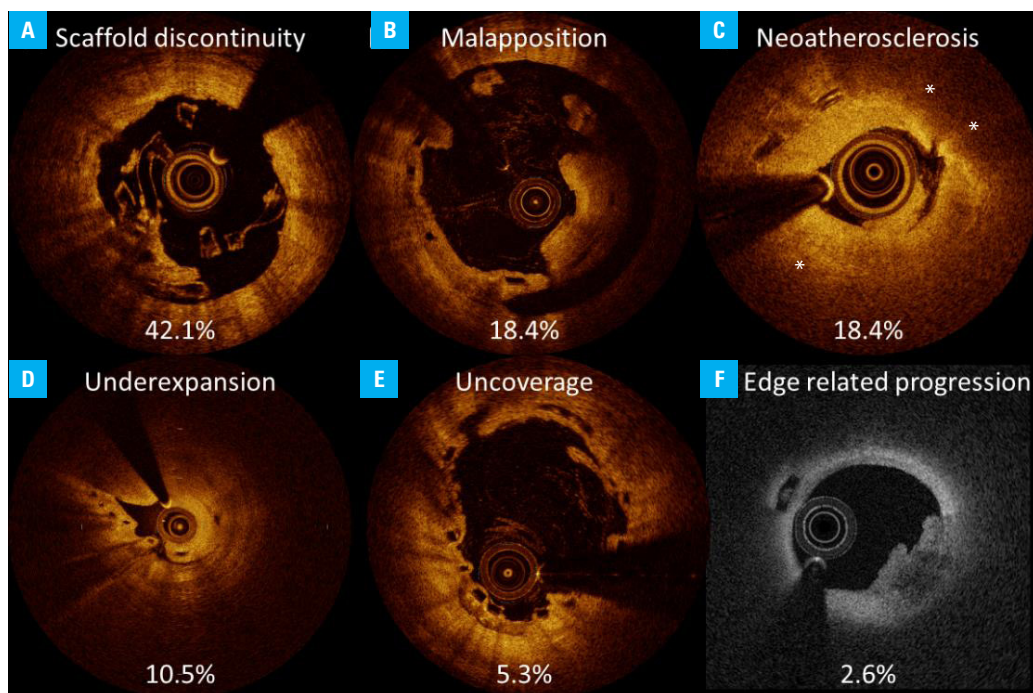 A
Scaffold discontinuity
42.1%
B
Malapposition
18.4%
C
Neoatherosclerosis
*
*
*
18.4%
D
Underexpansion
10.5%
E
Uncoverage
5.3%
F
Edge related progression
2.6%